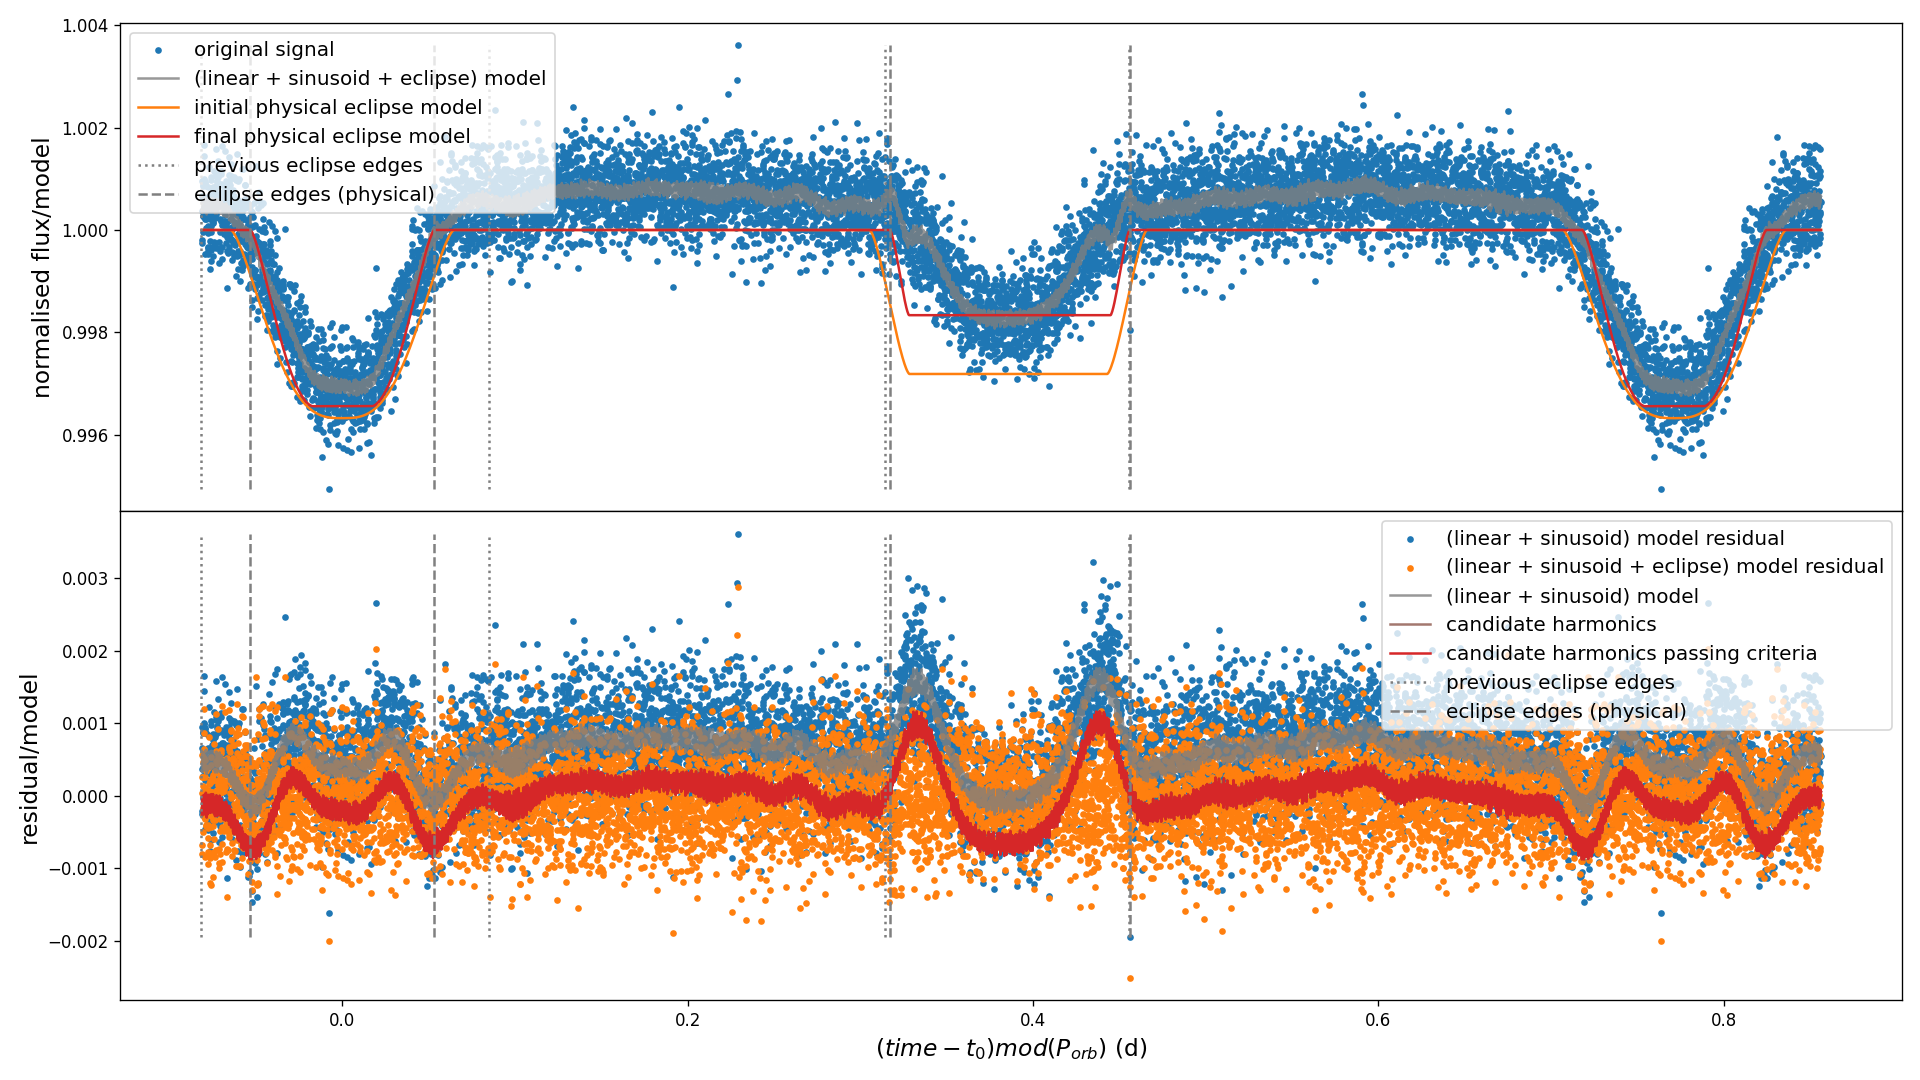 1.004
1.002
1.000
0.998
0.996
normalised flux/model
original signal
(linear + sinusoid + eclipse) model
initial physical eclipse model
final physical eclipse model
previous eclipse edges
eclipse edges (physical)
0.003
0.002
0.001
0.000
−0.001
−0.002
residual/model
(linear + sinusoid) model residual
(linear + sinusoid + eclipse) model residual
(linear + sinusoid) model
candidate harmonics
candidate harmonics passing criteria
previous eclipse edges
eclipse edges (physical)
0.0 0.2 0.4 0.6 0.8
(time − t₀)mod(P_orb) (d)